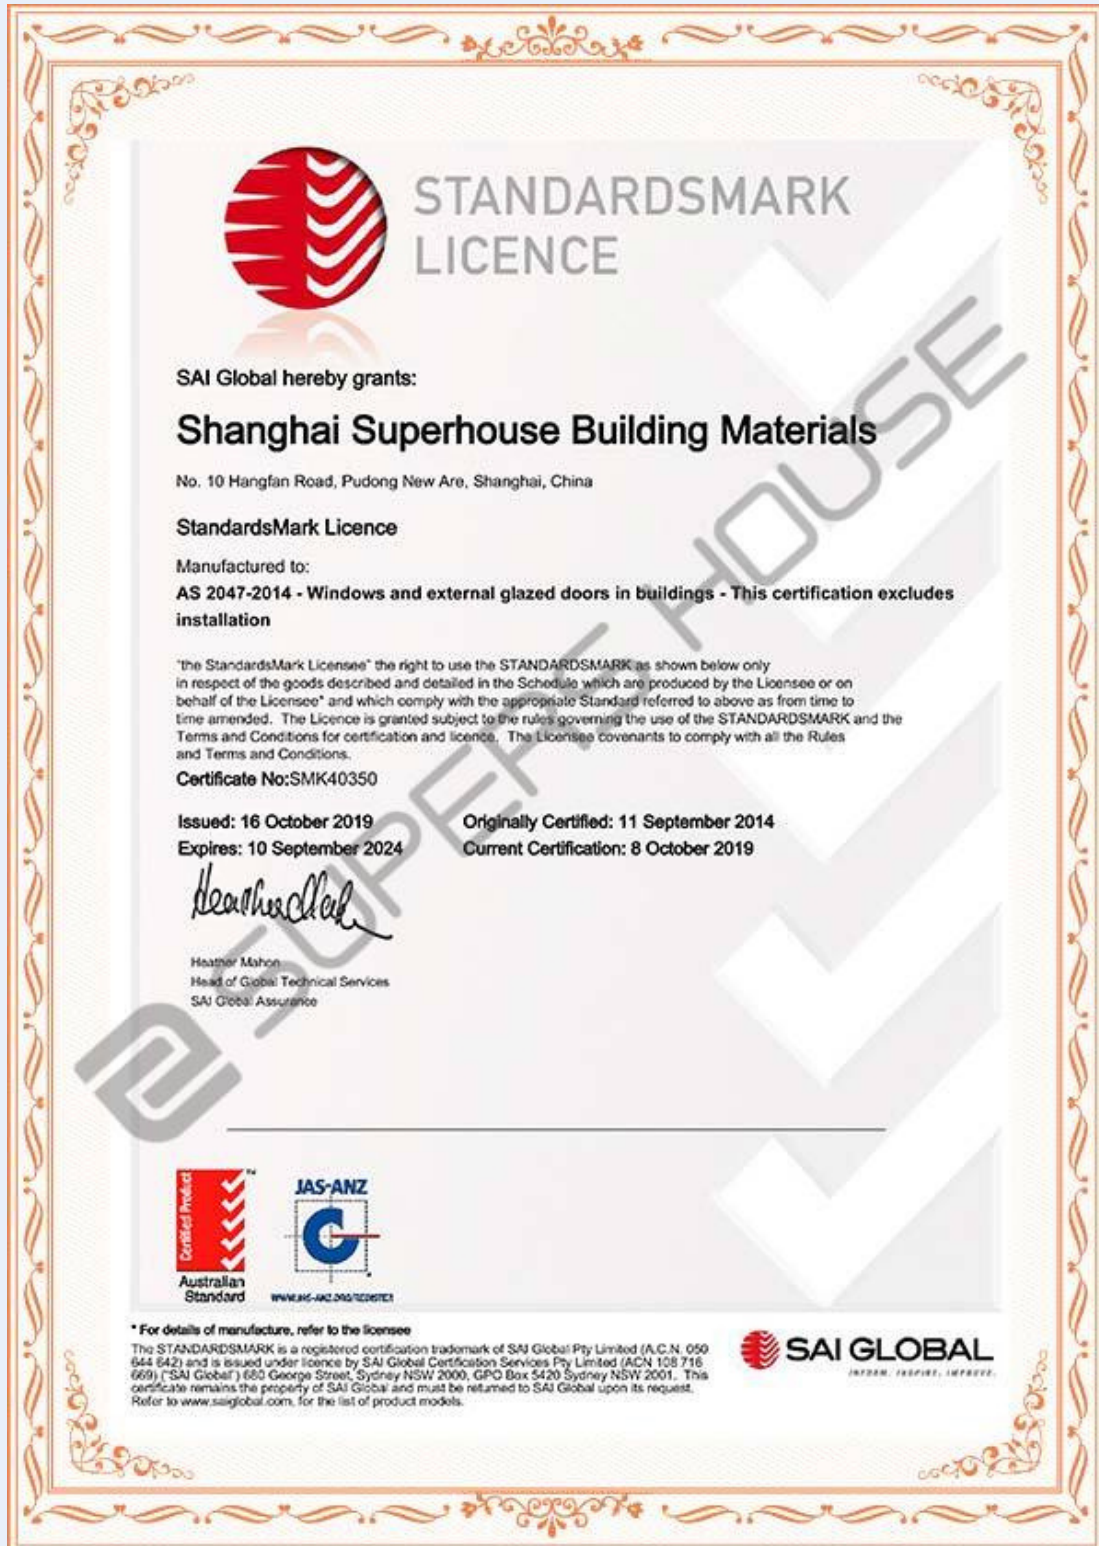 STANDARDSMARK
LICENCE
SAI Global hereby grants:
Shanghai Superhouse Building Materials
No. 10 Hangfan Road, Pudong New Are, Shanghai, China
StandardsMark Licence
Manufactured to:
AS 2047-2014 - Windows and external glazed doors in buildings - This certification excludes
installation
"the StandardsMark Licensee" the right to use the STANDARDSMARK as shown below only
in respect of the goods described and detailed in the Schedule which are produced by the Licensee or on
behalf of the Licensee* and which comply with the appropriate Standard referred to above as from time to
time amended. The Licence is granted subject to the rules governing the use of the STANDARDSMARK and the
Terms and Conditions for certification and licence. The Licensee covenants to comply with all the Rules
and Terms and Conditions.
Certificate No:SMK40350
Issued: 16 October 2019 Originally Certified: 11 September 2014
Expires: 10 September 2024 Current Certification: 8 October 2019
Heather Mahon
Head of Global Technical Services
SAI Global Assurance
SUPERS HOUSE
Certified Product
TM
Australian
Standard
JAS-ANZ
WWW.JAS-ANZ.ORG/REGISTER
* For details of manufacture, refer to the licensee
The STANDARDSMARK is a registered certification trademark of SAI Global Pty Limited (A.C.N. 050
644 642) and is issued under licence by SAI Global Certification Services Pty Limited (ACN 108 716
669) ("SAI Global") 680 George Street, Sydney NSW 2000, GPO Box 5420 Sydney NSW 2001. This
certificate remains the property of SAI Global and must be returned to SAI Global upon its request.
Refer to www.saiglobal.com, for the list of product models.
SAI GLOBAL
INFORM. INSPIRE. IMPROVE.